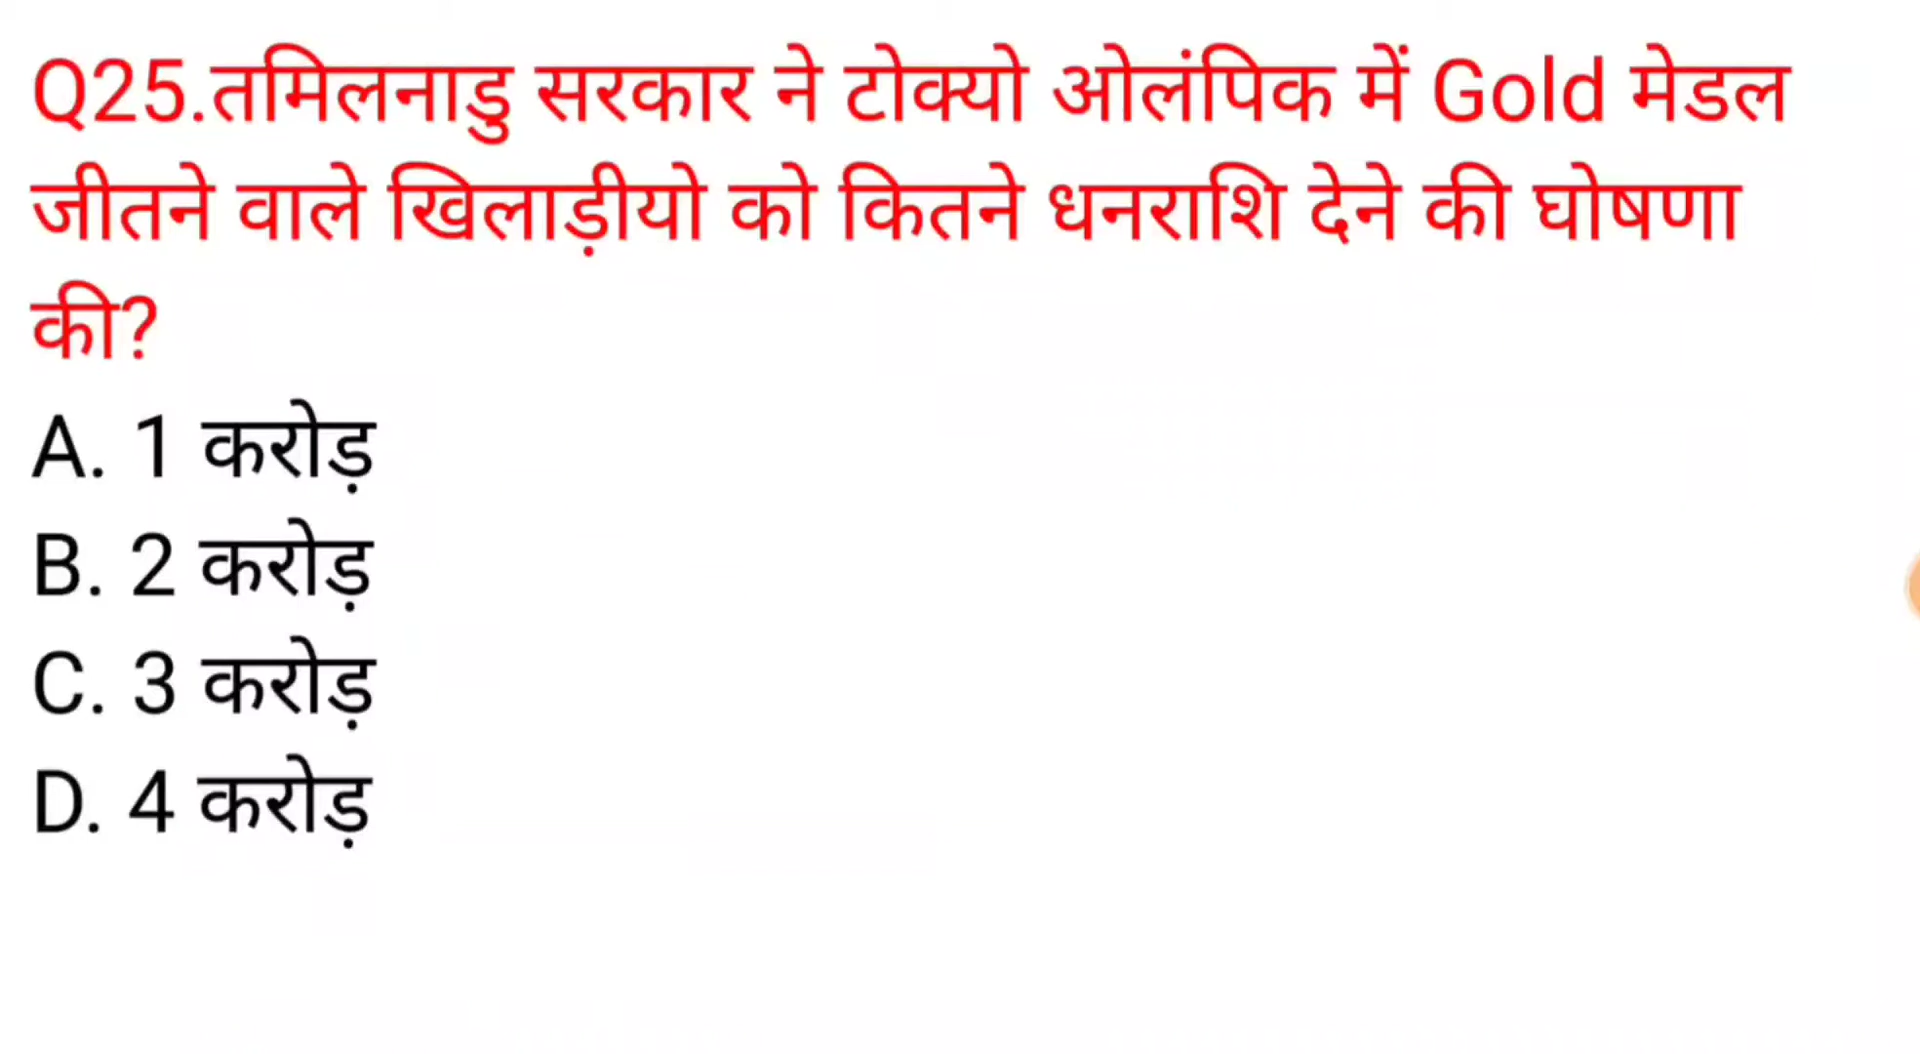 Q25.तमिलनाडु सरकार ने टोक्यो ओलंपिक में Gold मेडल
जीतने वाले खिलाड़ीयो को कितने धनराशि देने की घोषणा
की?
A. 1 करोड़
B. 2 करोड़
C. 3 करोड़
D. 4 करोड़